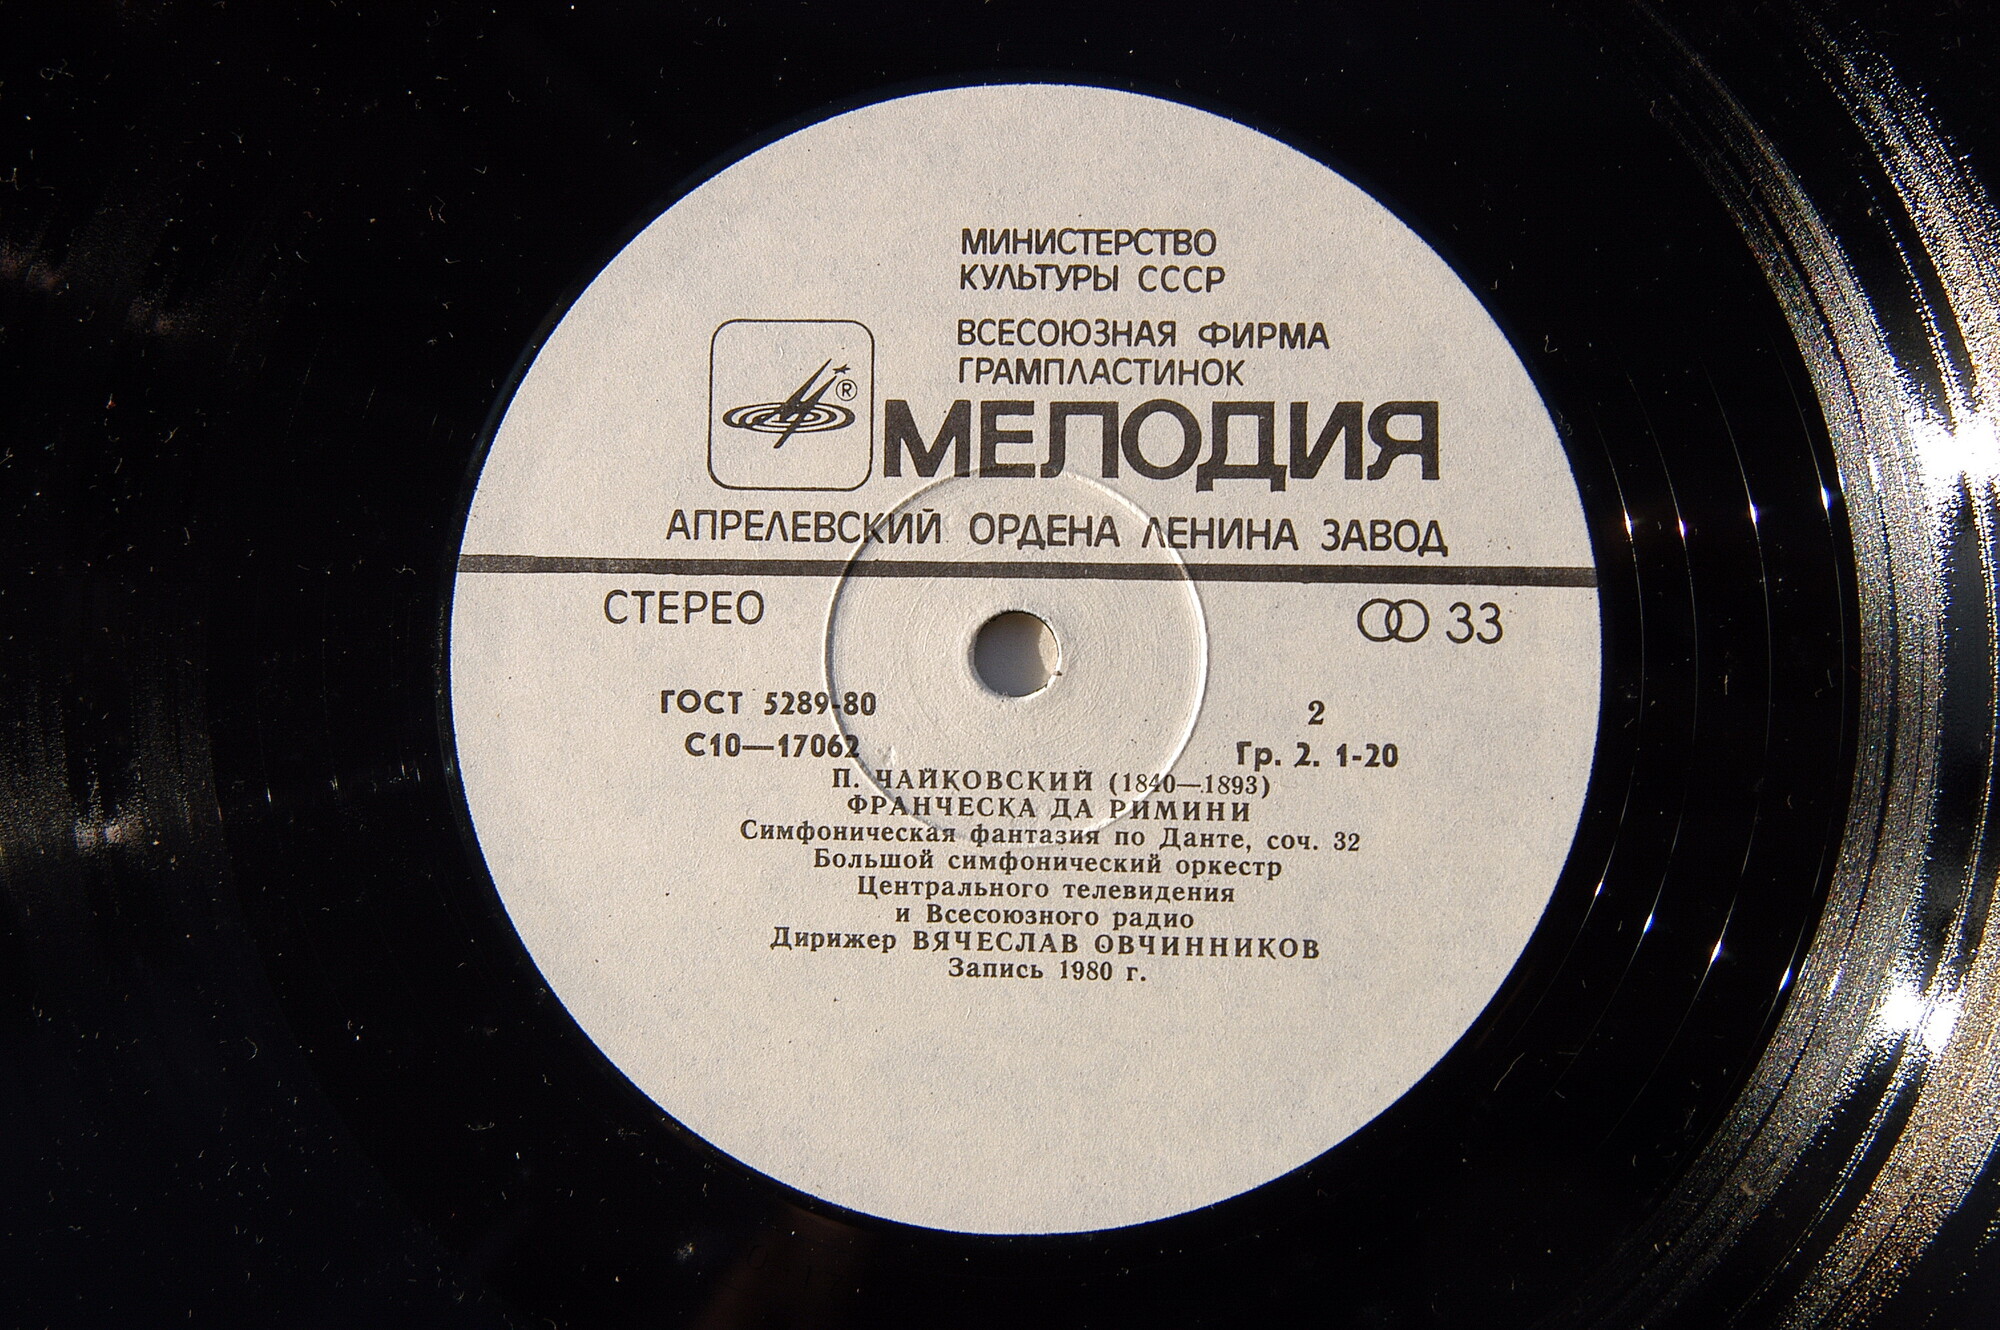 МИНИСТЕРСТВО
КУЛЬТУРЫ СССР
ВСЕСОЮЗНАЯ ФИРМА
ГРАМПЛАСТИНОК
®
МЕЛОДИЯ
АПРЕЛЕВСКИЙ ОРДЕНА ЛЕНИНА ЗАВОД
СТЕРЕО
33
ГОСТ 5289-80
2
С10—17062
Гр. 2. 1-20
П. ЧАЙКОВСКИЙ (1840—1893)
ФРАНЧЕСКА ДА РИМИНИ
Симфоническая фантазия по Данте, соч. 32
Большой симфонический оркестр
Центрального телевидения
и Всесоюзного радио
Дирижер ВЯЧЕСЛАВ ОВЧИННИКОВ
Запись 1980 г.